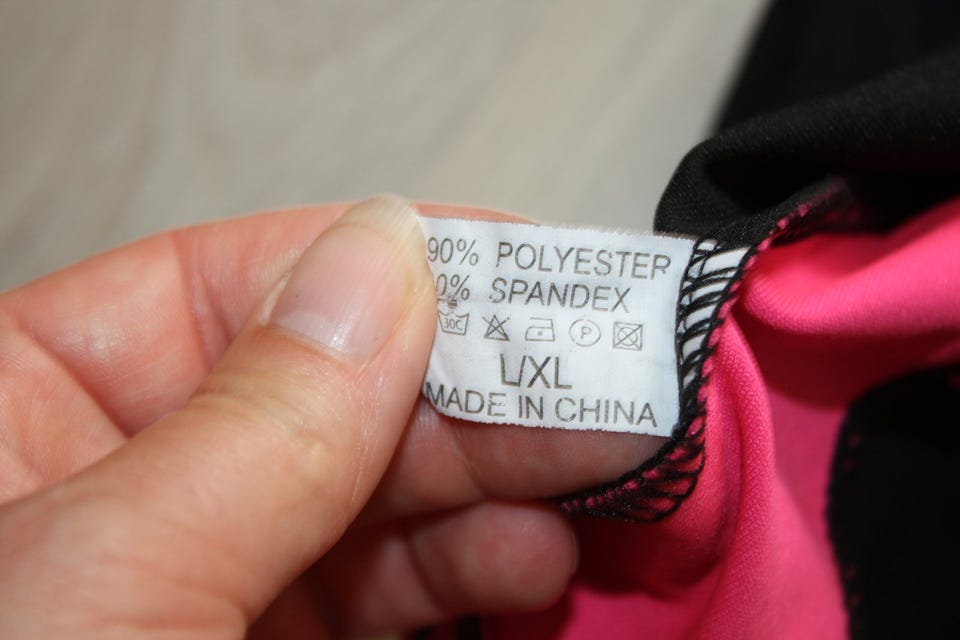 90% POLYESTER
0% SPANDEX
30C P
L/XL
MADE IN CHINA